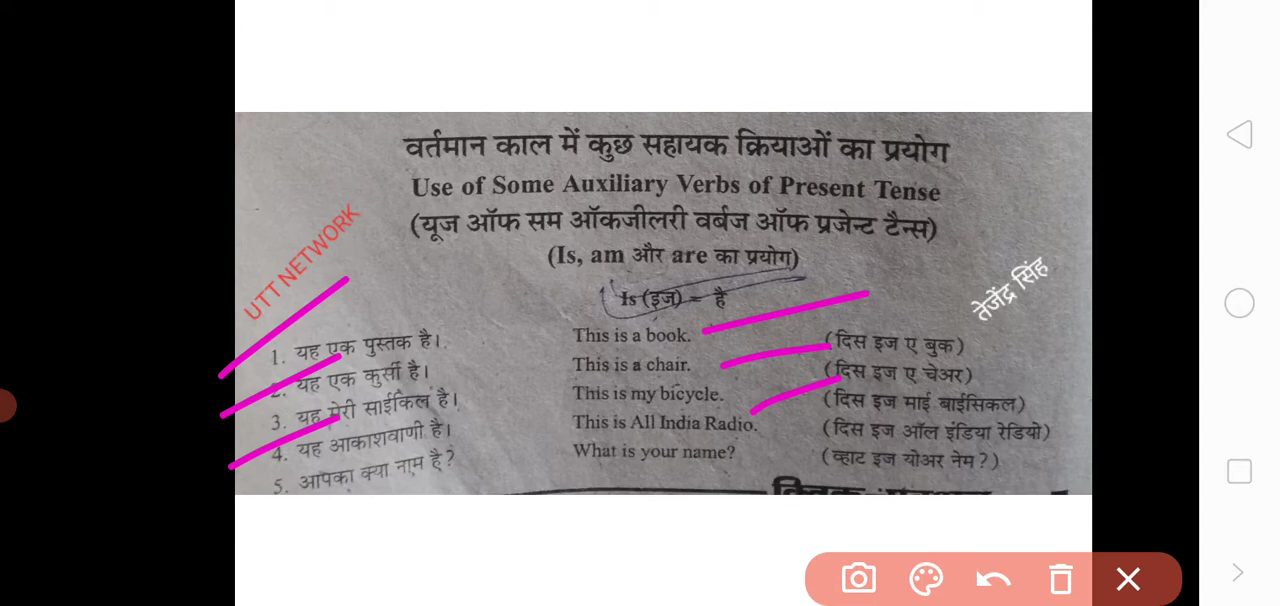 वर्तमान काल में कुछ सहायक क्रियाओं का प्रयोग
Use of Some Auxiliary Verbs of Present Tense
(यूज ऑफ सम ऑकजीलरी वर्बज ऑफ प्रजेन्ट टैन्स)
(Is, am और are का प्रयोग)
UTT NETWORK
तेजेंद्र सिंह
Is (इज) = है
1. यह एक पुस्तक है। This is a book. (दिस इज ए बुक)
2. यह एक कुर्सी है। This is a chair. (दिस इज ए चेअर)
3. यह मेरी साईकिल है। This is my bicycle. (दिस इज माई बाईसिकल)
4. यह आकाशवाणी है। This is All India Radio. (दिस इज ऑल इंडिया रेडियो)
5. आपका क्या नाम है? What is your name? (व्हाट इज योअर नेम?)